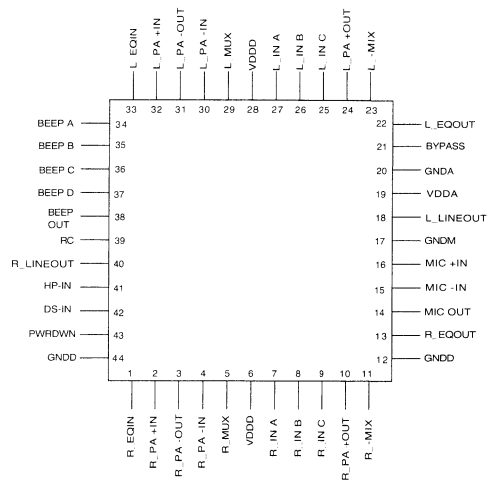 L_EQIN
L_PA +IN
L_PA -OUT
L_PA -IN
L_MUX
VDDD
L_IN A
L_IN B
L_IN C
L_PA +OUT
L_-MIX
33 32 31 30 29 28 27 26 25 24 23
BEEP A 34
BEEP B 35
BEEP C 36
BEEP D 37
BEEP
OUT 38
RC 39
R_LINEOUT 40
HP-IN 41
DS-IN 42
PWRDWN 43
GNDD 44
22 L_EQOUT
21 BYPASS
20 GNDA
19 VDDA
18 L_LINEOUT
17 GNDM
16 MIC +IN
15 MIC -IN
14 MIC OUT
13 R_EQOUT
12 GNDD
1 2 3 4 5 6 7 8 9 10 11
R_EQIN
R_PA +IN
R_PA -OUT
R_PA -IN
R_MUX
VDDD
R_IN A
R_IN B
R_IN C
R_PA +OUT
R_-MIX